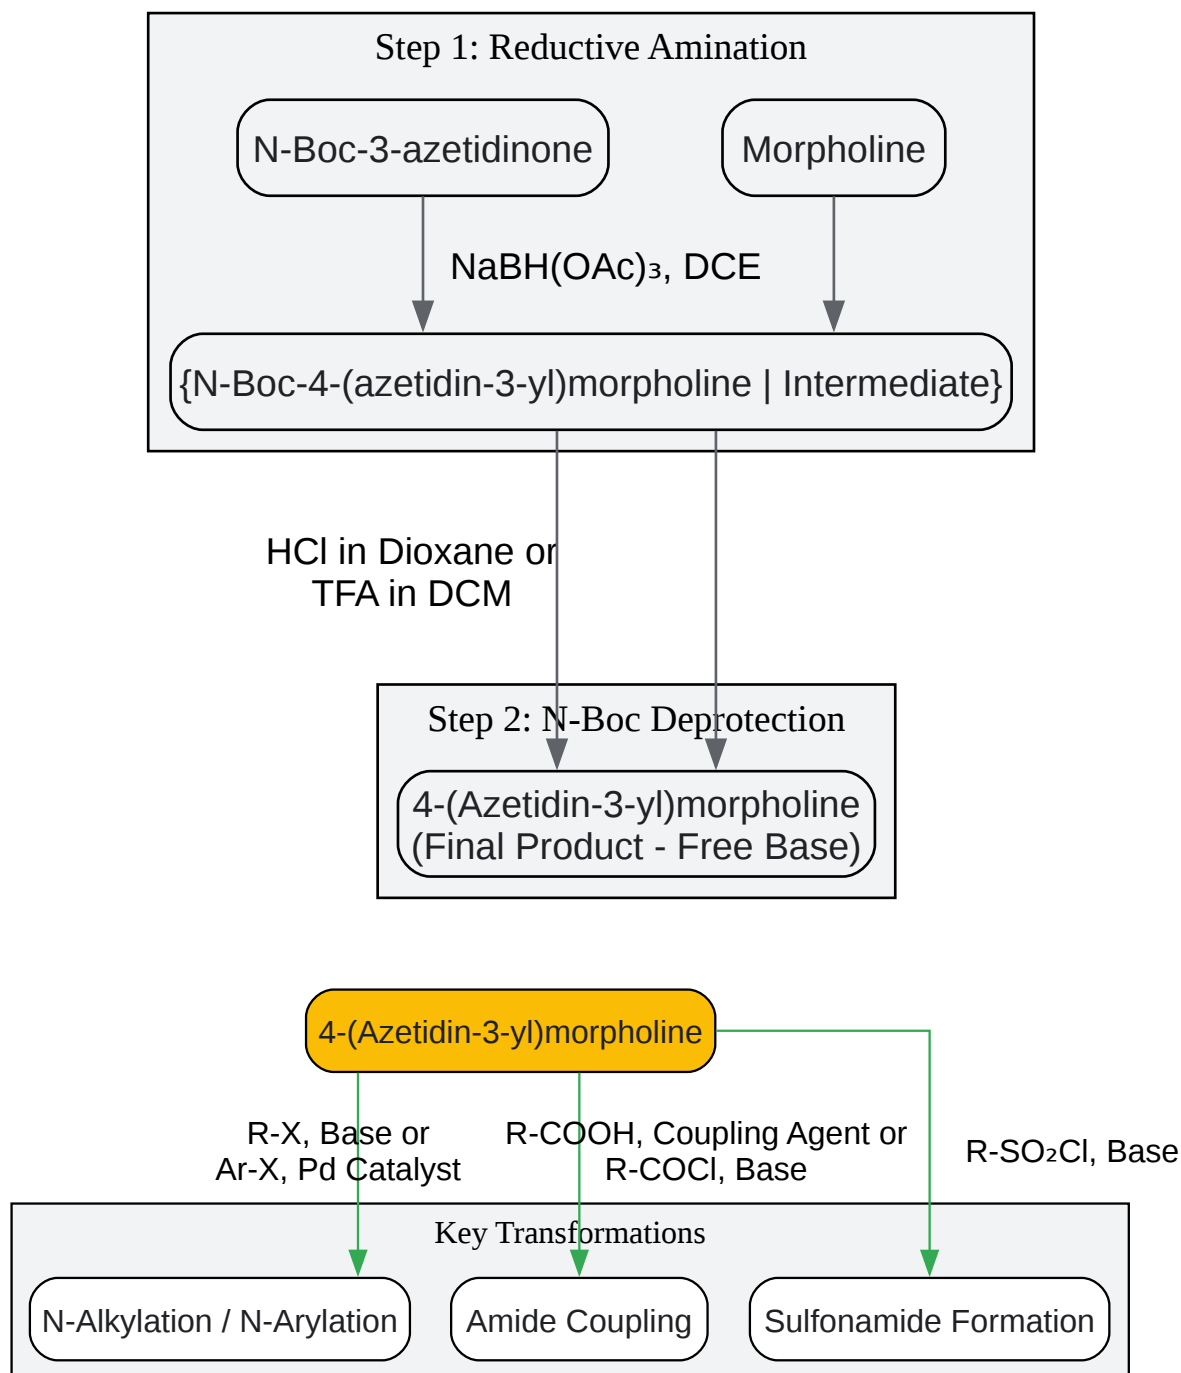 Step 1: Reductive Amination
N-Boc-3-azetidinone
Morpholine
NaBH(OAc)₃, DCE
{N-Boc-4-(azetidin-3-yl)morpholine | Intermediate}
HCl in Dioxane or
TFA in DCM
Step 2: N-Boc Deprotection
4-(Azetidin-3-yl)morpholine
(Final Product - Free Base)
4-(Azetidin-3-yl)morpholine
R-X, Base or
Ar-X, Pd Catalyst
R-COOH, Coupling Agent or
R-COCl, Base
R-SO₂Cl, Base
Key Transformations
N-Alkylation / N-Arylation
Amide Coupling
Sulfonamide Formation